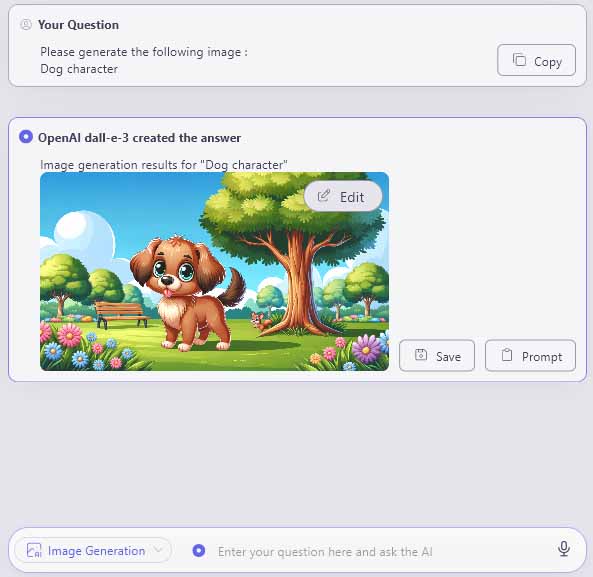 Your Question
Please generate the following image :
Dog character
Copy
OpenAI dall-e-3 created the answer
Image generation results for "Dog character"
Edit
Save
Prompt
AI
Image Generation
Enter your question here and ask the AI